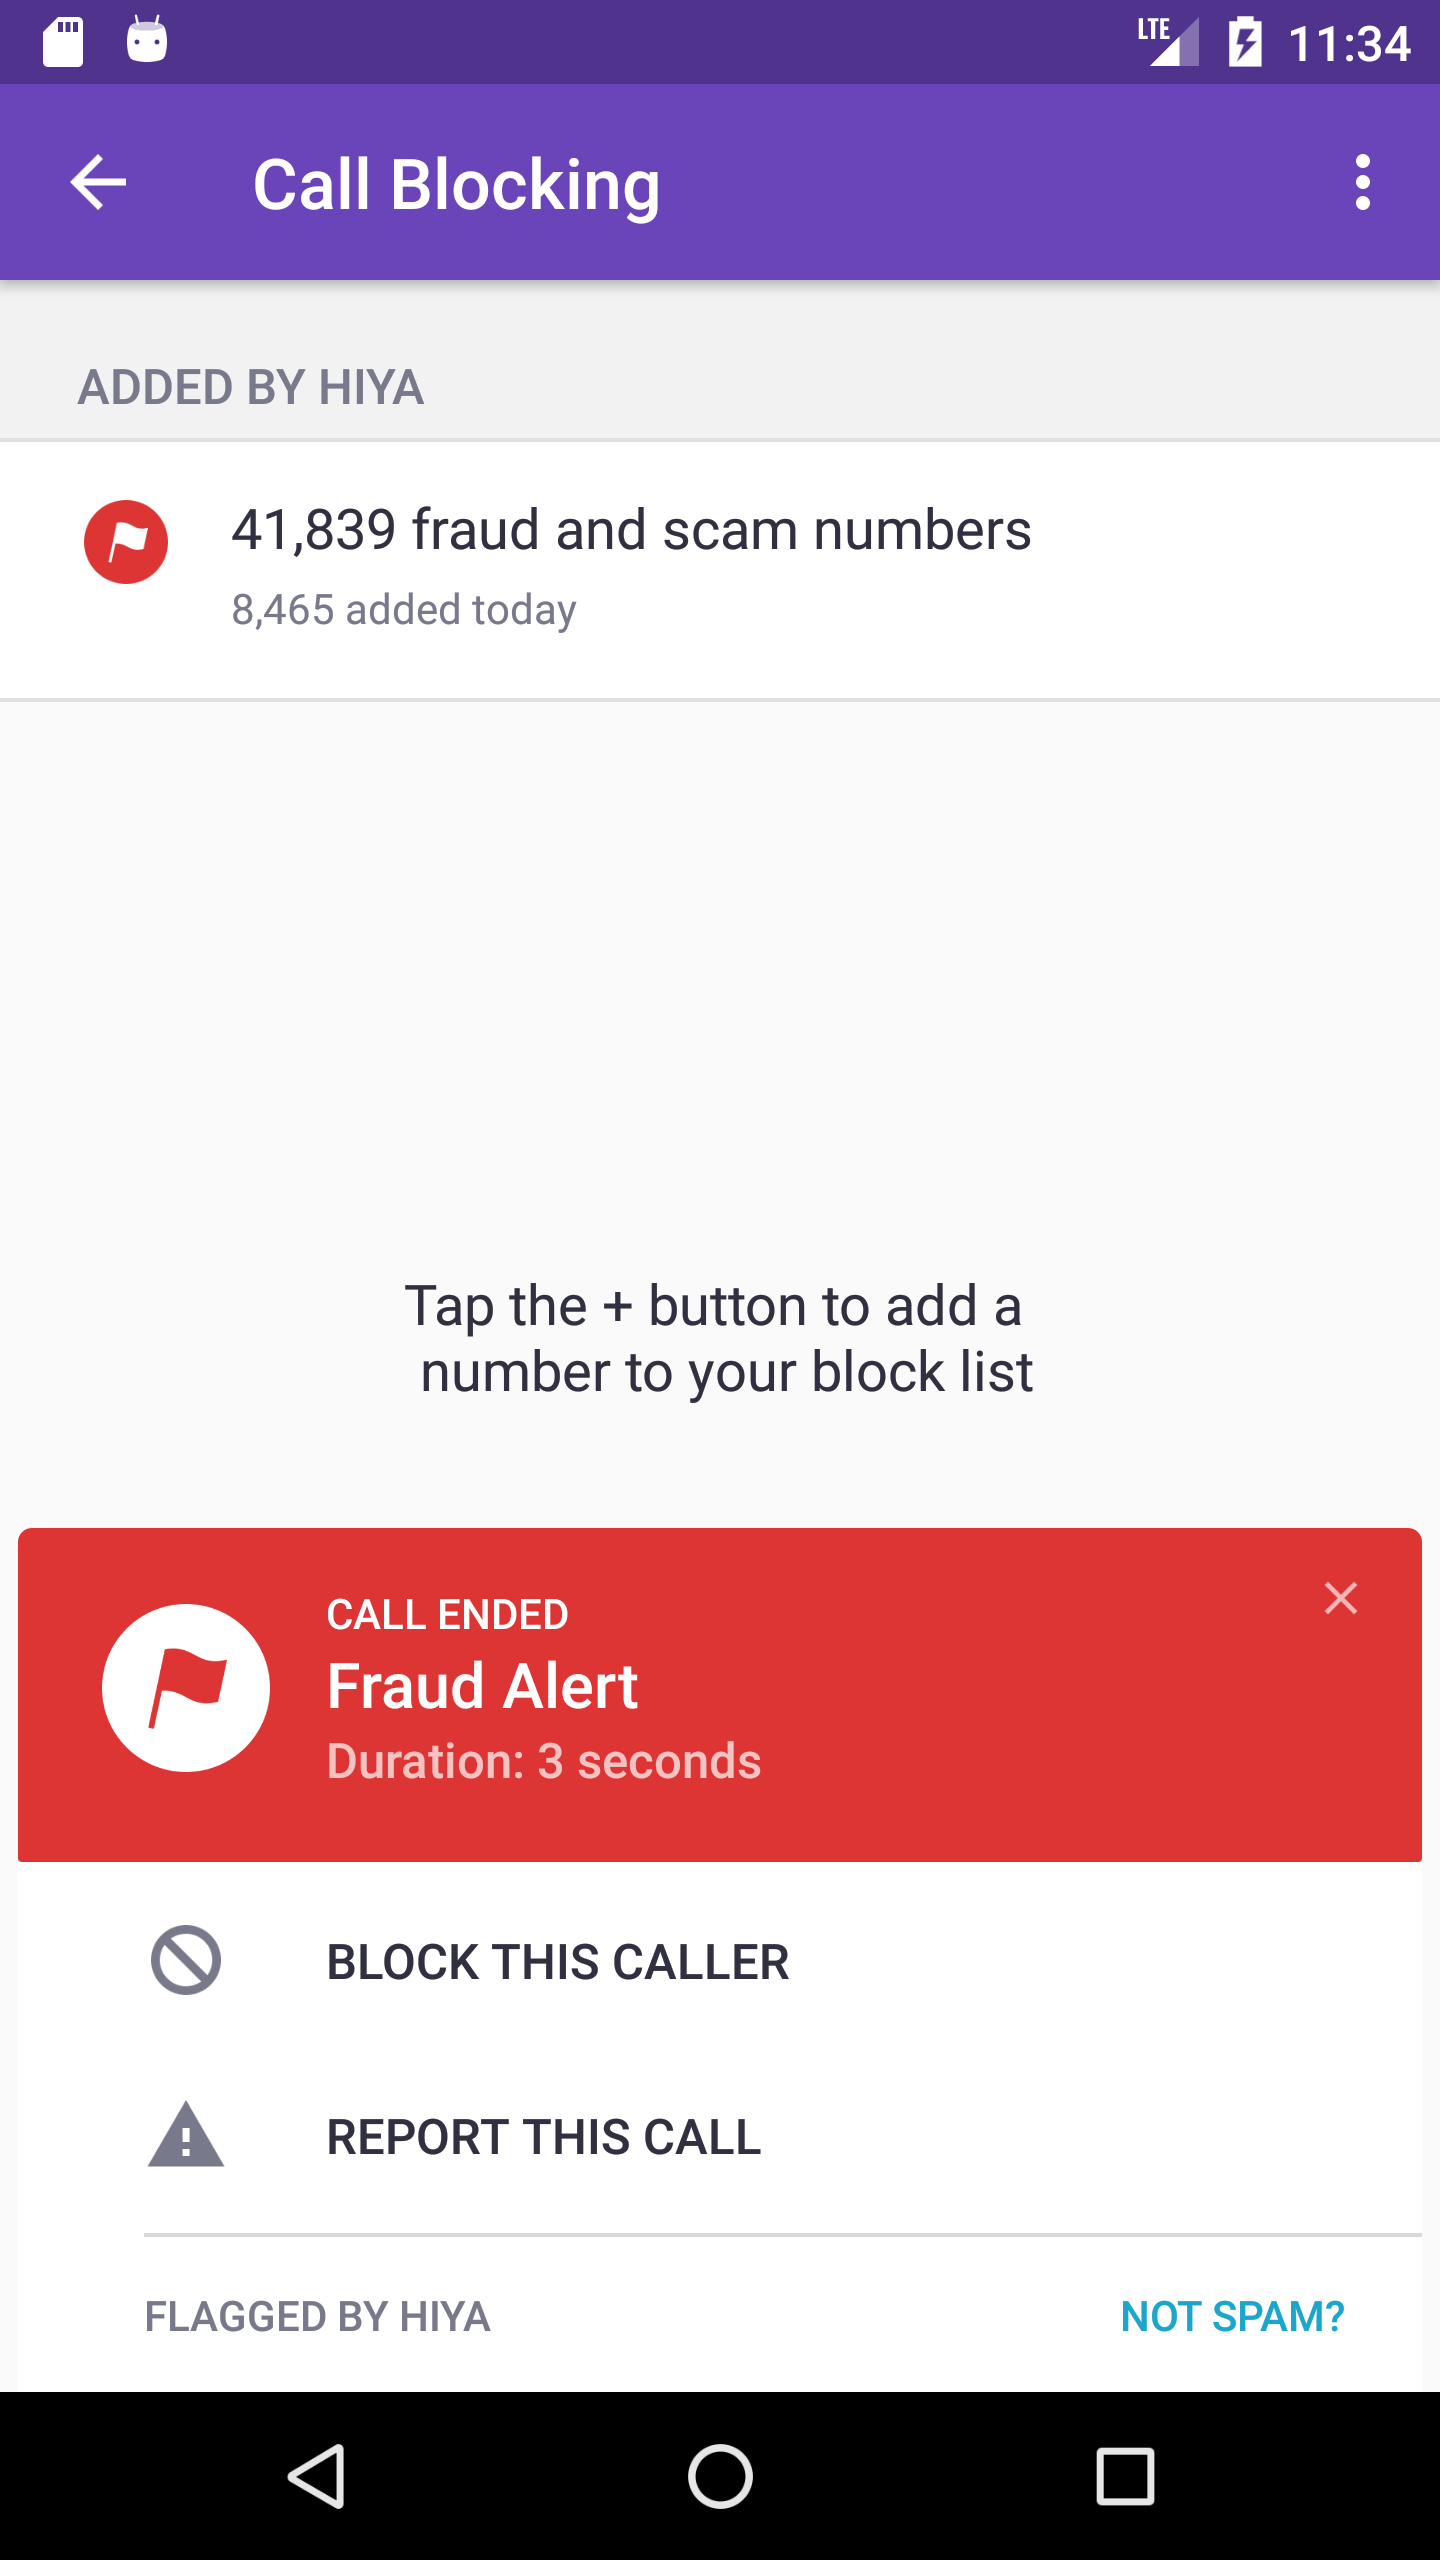 LTE 11:34
Call Blocking
ADDED BY HIYA
41,839 fraud and scam numbers
8,465 added today
Tap the + button to add a
number to your block list
CALL ENDED
Fraud Alert
Duration: 3 seconds
BLOCK THIS CALLER
REPORT THIS CALL
FLAGGED BY HIYA NOT SPAM?